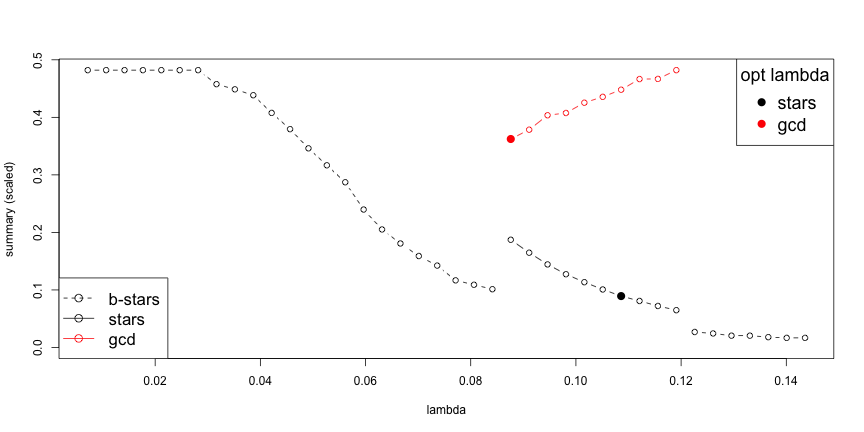 opt lambda
stars
gcd
summary (scaled)
0.5
0.4
0.3
0.2
0.1
0.0
b-stars
stars
gcd
0.02 0.04 0.06 0.08 0.10 0.12 0.14
lambda